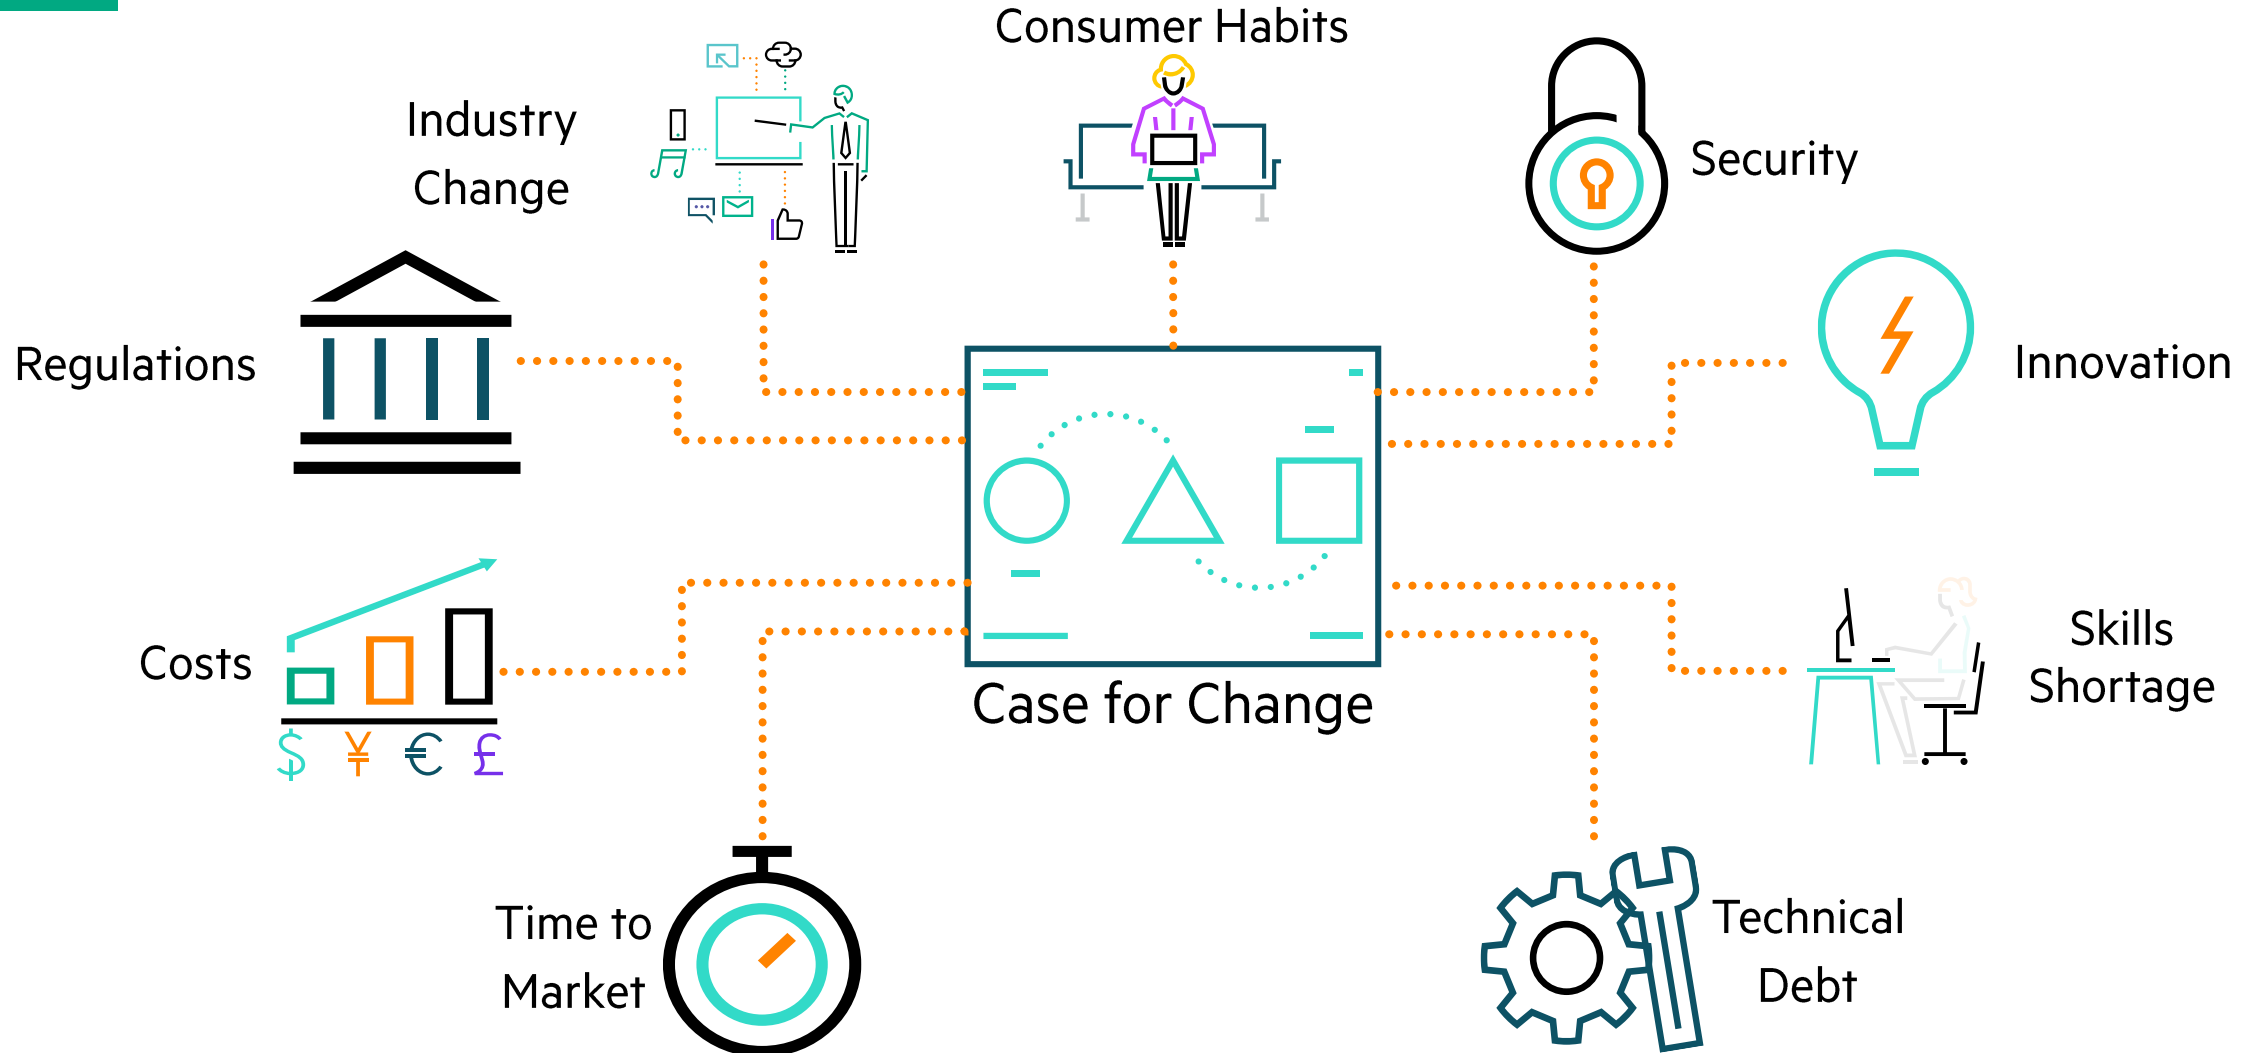 Consumer Habits
Industry
Change
Security
Regulations
Innovation
Costs
Skills
Shortage
Case for Change
$ ¥ € £
Time to
Market
Technical
Debt